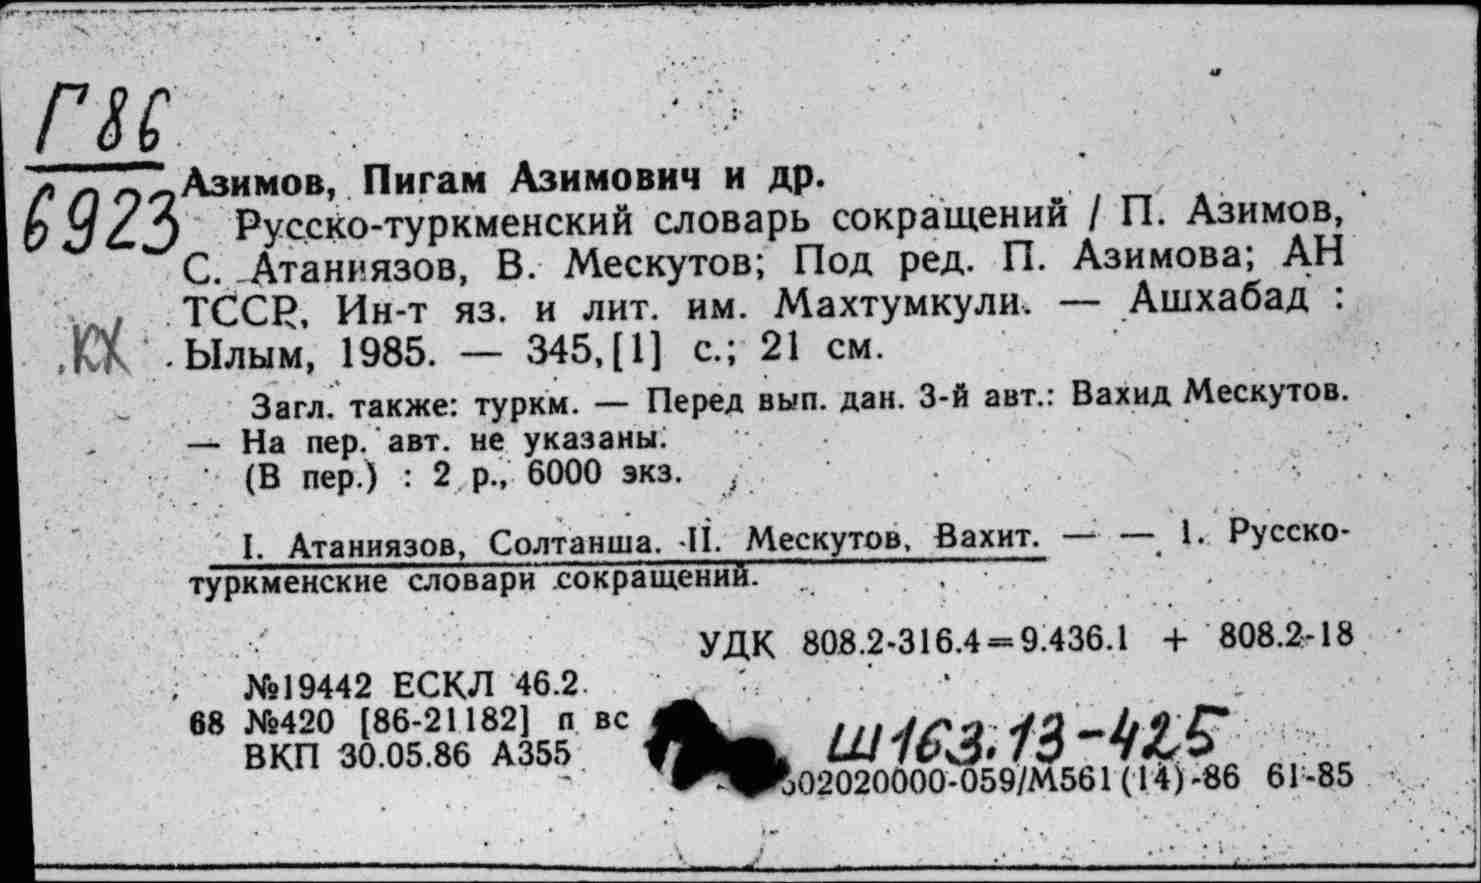 Г86
6923
Азимов, Пигам Азимович и др.
Русско-туркменский словарь сокращений / П. Азимов,
С. Атаниязов, В. Мескутов; Под ред. П. Азимова; АН
ТССР, Ин-т яз. и лит. им. Махтумкули. — Ашхабад :
КХ
Ылым, 1985. — 345,[1] с.; 21 см.
Загл. также: туркм. — Перед вып. дан. 3-й авт.: Вахид Мескутов.
— На пер. авт. не указаны.
(В пер.) : 2 р., 6000 экз.
I. Атаниязов, Солтанша. II. Мескутов, Вахит. — — 1. Русско-
туркменские словари сокращений.
УДК 808.2-316.4=9.436.1 + 808.2-18
№19442 ЕСКЛ 46.2
68 №420 [86-21182] п вс
Ш163.13-425
ВКП 30.05.86 А355
02020000-059/М561(14)-86 61-85